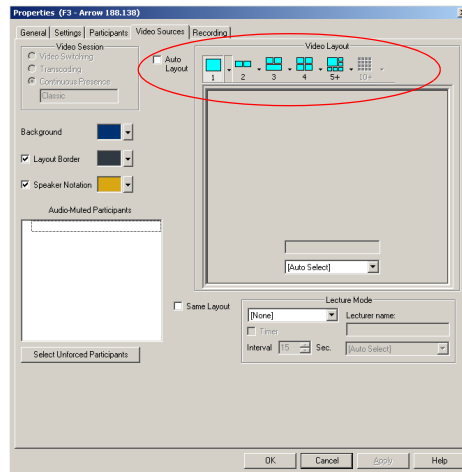 Properties (F3 - Arrow 188.138)
General Settings Participants Video Sources Recording
Video Session
Video Switching
Transcoding
Continuous Presence
Classic
Auto
Layout
Video Layout
1 2 3 4 5+ 10+
Background
Layout Border
Speaker Notation
Audio-Muted Participants
[Auto Select]
Same Layout
Lecture Mode
[None]
Lecturer name:
Timer
Interval 15 Sec.
[Auto Select]
Select Unforced Participants
OK Cancel Apply Help